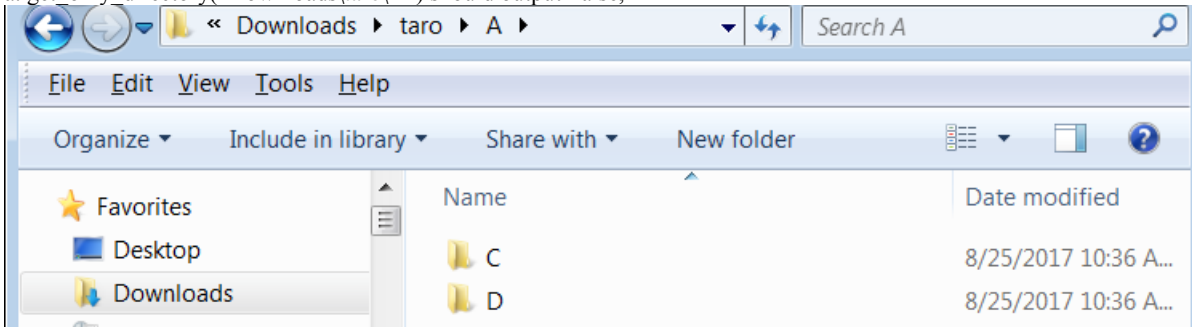 « Downloads taro A Search A
File Edit View Tools Help
Organize Include in library Share with New folder
Favorites
Desktop
Downloads
Name Date modified
C 8/25/2017 10:36 A...
D 8/25/2017 10:36 A...